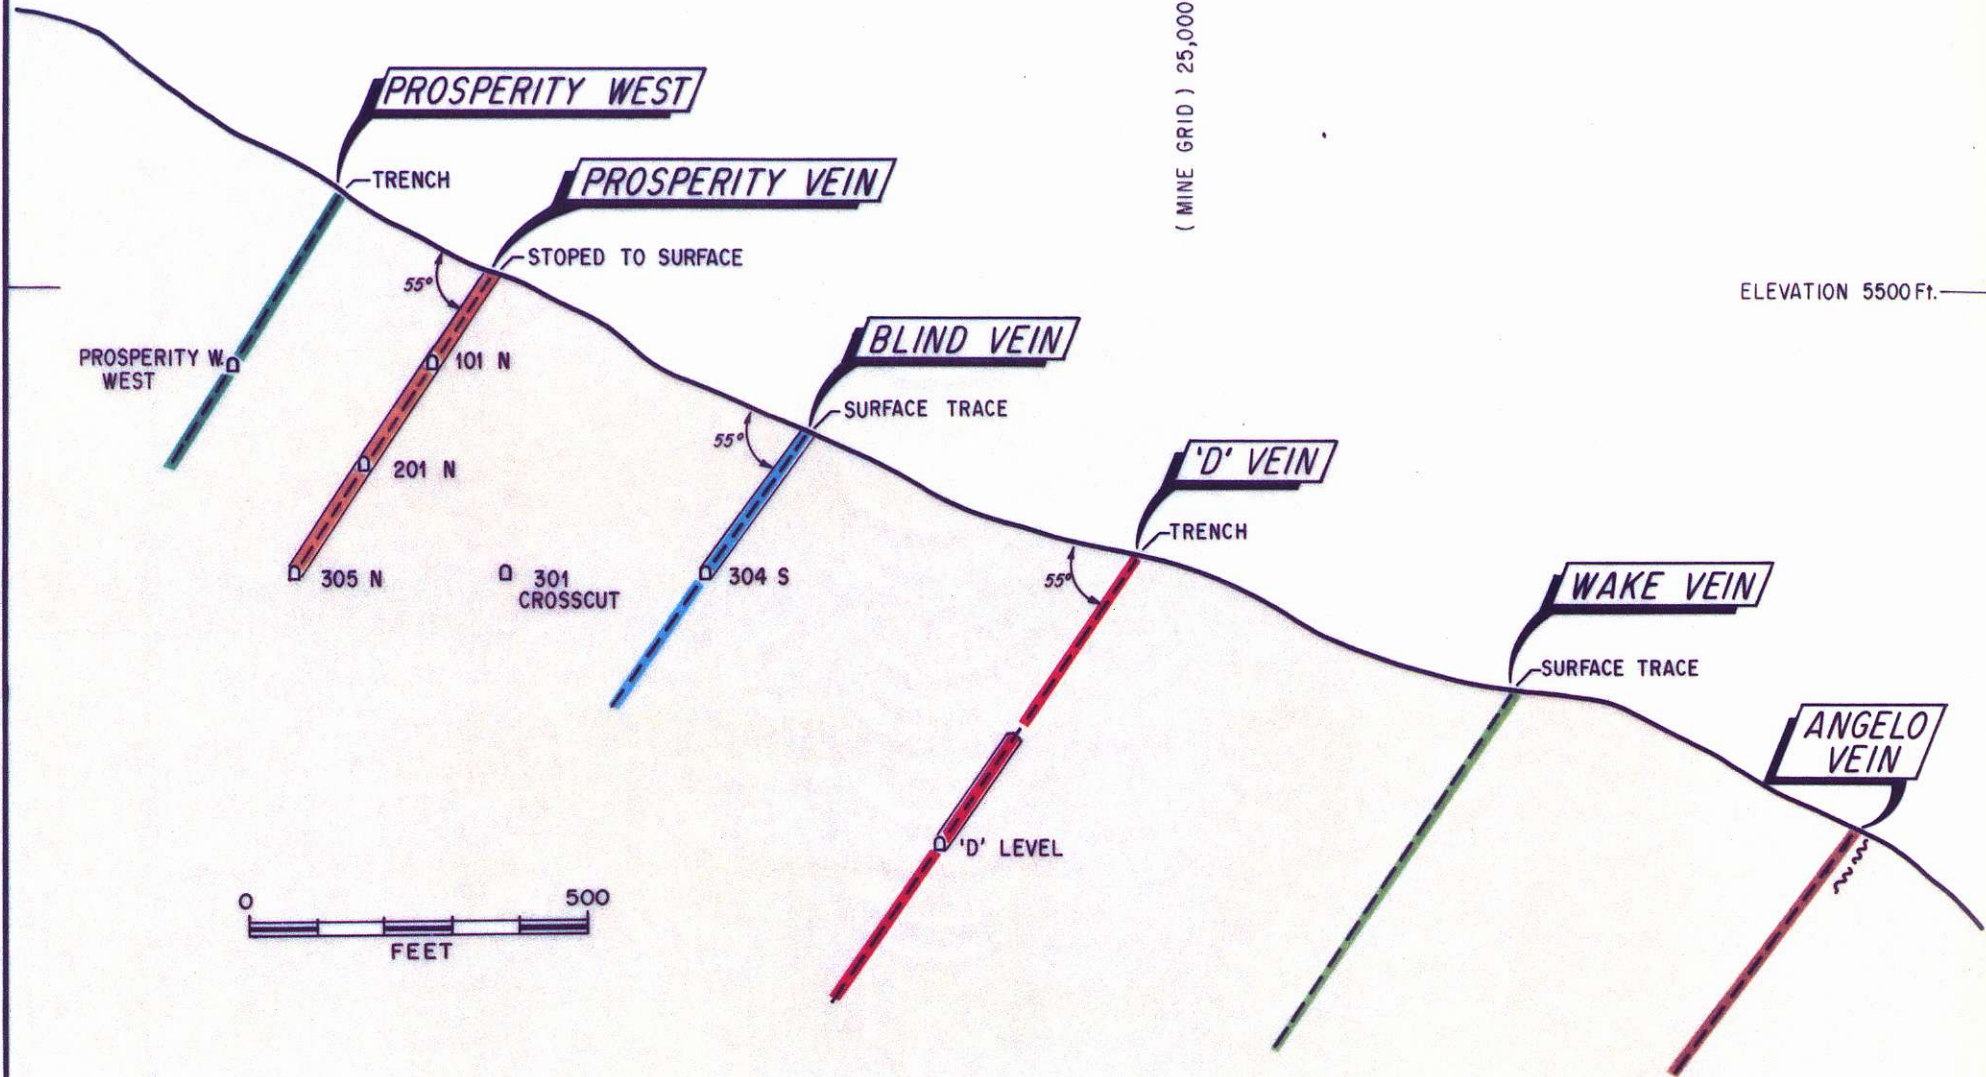 ( MINE GRID ) 25,000
PROSPERITY WEST
TRENCH
PROSPERITY VEIN
STOPED TO SURFACE
55°
ELEVATION 5500 Ft.
BLIND VEIN
PROSPERITY W.
WEST
101 N
SURFACE TRACE
55°
201 N
'D' VEIN
TRENCH
305 N
301
CROSSCUT
304 S
55°
WAKE VEIN
SURFACE TRACE
ANGELO
VEIN
'D' LEVEL
0
500
FEET